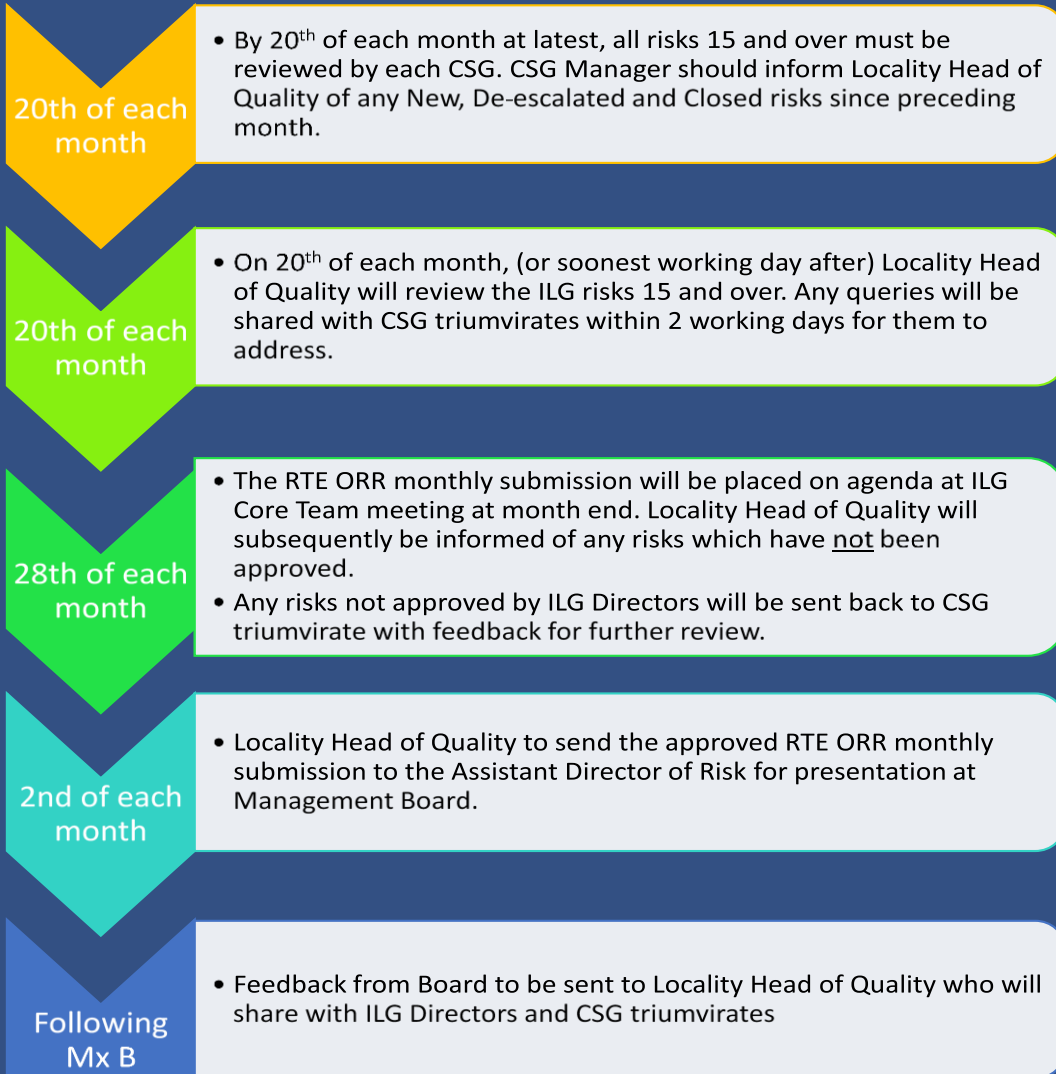 20th of each
month
• By 20th of each month at latest, all risks 15 and over must be
reviewed by each CSG. CSG Manager should inform Locality Head of
Quality of any New, De-escalated and Closed risks since preceding
month.
20th of each
month
• On 20th of each month, (or soonest working day after) Locality Head
of Quality will review the ILG risks 15 and over. Any queries will be
shared with CSG triumvirates within 2 working days for them to
address.
28th of each
month
• The RTE ORR monthly submission will be placed on agenda at ILG
Core Team meeting at month end. Locality Head of Quality will
subsequently be informed of any risks which have not been
approved.
• Any risks not approved by ILG Directors will be sent back to CSG
triumvirate with feedback for further review.
2nd of each
month
• Locality Head of Quality to send the approved RTE ORR monthly
submission to the Assistant Director of Risk for presentation at
Management Board.
Following
Mx B
• Feedback from Board to be sent to Locality Head of Quality who will
share with ILG Directors and CSG triumvirates